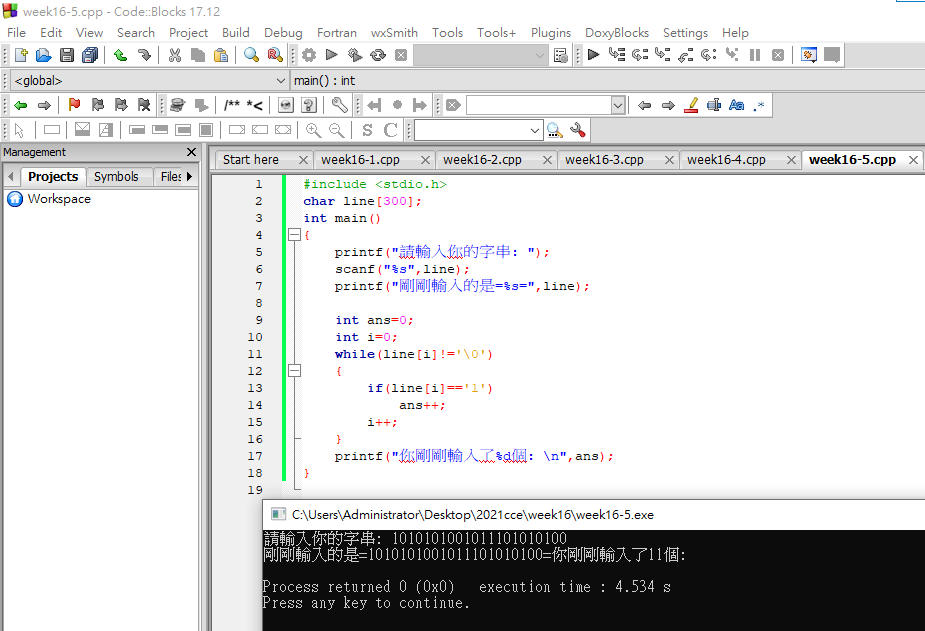 week16-5.cpp - Code::Blocks 17.12
File Edit View Search Project Build Debug Fortran wxSmith Tools Tools+ Plugins DoxyBlocks Settings Help
<global> main() : int
/** *<
Aa .*
S C
Management
Start here week16-1.cpp week16-2.cpp week16-3.cpp week16-4.cpp week16-5.cpp
Projects Symbols Files
Workspace
1 #include <stdio.h>
2 char line[300];
3 int main()
4 {
5 printf("請輸入你的字串: ");
6 scanf("%s",line);
7 printf("剛剛輸入的是=%s=",line);
8
9 int ans=0;
10 int i=0;
11 while(line[i]!='\0')
12 {
13 if(line[i]=='1')
14 ans++;
15 i++;
16 }
17 printf("你剛剛輸入了%d個: \n",ans);
18 }
19
C:\Users\Administrator\Desktop\2021cce\week16\week16-5.exe
請輸入你的字串: 1010101001011101010100
剛剛輸入的是=1010101001011101010100=你剛剛輸入了11個:
Process returned 0 (0x0) execution time : 4.534 s
Press any key to continue.